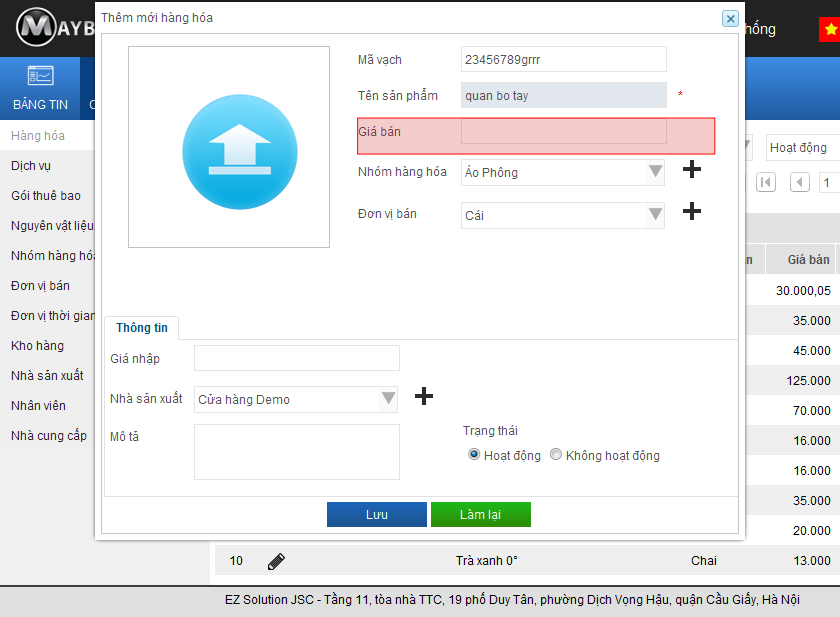 MAYB
Thêm mới hàng hóa
hống
BẢNG TIN
Hàng hóa
Dịch vụ
Gói thuê bao
Nguyên vật liệu
Nhóm hàng hóa
Đơn vị bán
Đơn vị thời gian
Kho hàng
Nhà sản xuất
Nhân viên
Nhà cung cấp
Mã vạch 23456789grrr
Tên sản phẩm quan bo tay *
Giá bán
Nhóm hàng hóa Áo Phông
Đơn vị bán Cái
Thông tin
Giá nhập
Nhà sản xuất Cửa hàng Demo
Mô tả
Trạng thái
Hoạt động Không hoạt động
Lưu Làm lại
Hoạt động
1
n Giá bán
30.000,05
35.000
45.000
125.000
70.000
16.000
16.000
35.000
20.000
10 Trà xanh 0° Chai 13.000
EZ Solution JSC - Tầng 11, tòa nhà TTC, 19 phố Duy Tân, phường Dịch Vọng Hậu, quận Cầu Giấy, Hà Nội